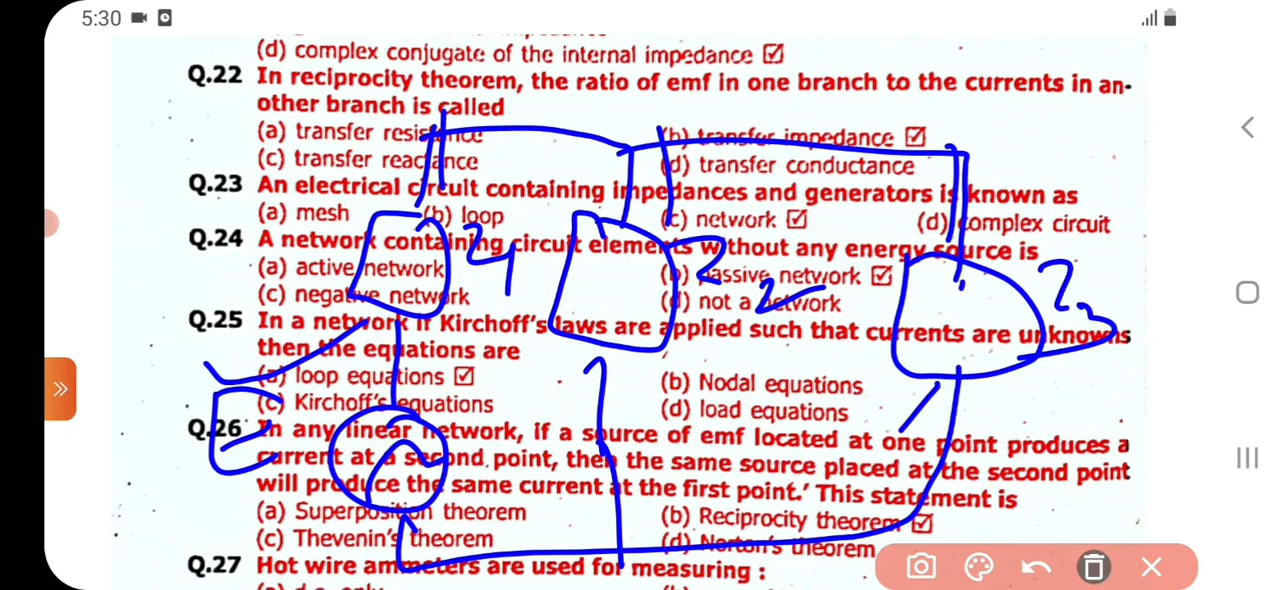 5:30
(d) complex conjugate of the internal impedance ☑
Q.22 In reciprocity theorem, the ratio of emf in one branch to the currents in an-
other branch is called
(a) transfer resistance (b) transfer impedance ☑
(c) transfer reactance (d) transfer conductance
Q.23 An electrical circuit containing impedances and generators is known as
(a) mesh (b) loop (c) network ☑ (d) complex circuit
Q.24 A network containing circuit elements without any energy source is
(a) active network (b) passive network ☑
(c) negative network (d) not a network
Q.25 In a network if Kirchoff's laws are applied such that currents are unknowns
then the equations are
(a) loop equations ☑ (b) Nodal equations
(c) Kirchoff's equations (d) load equations
Q.26 In any linear network, if a source of emf located at one point produces a
current at a second point, then the same source placed at the second point
will produce the same current at the first point.' This statement is
(a) Superposition theorem (b) Reciprocity theorem ☑
(c) Thevenin's theorem (d) Norton's theorem
Q.27 Hot wire ammeters are used for measuring :